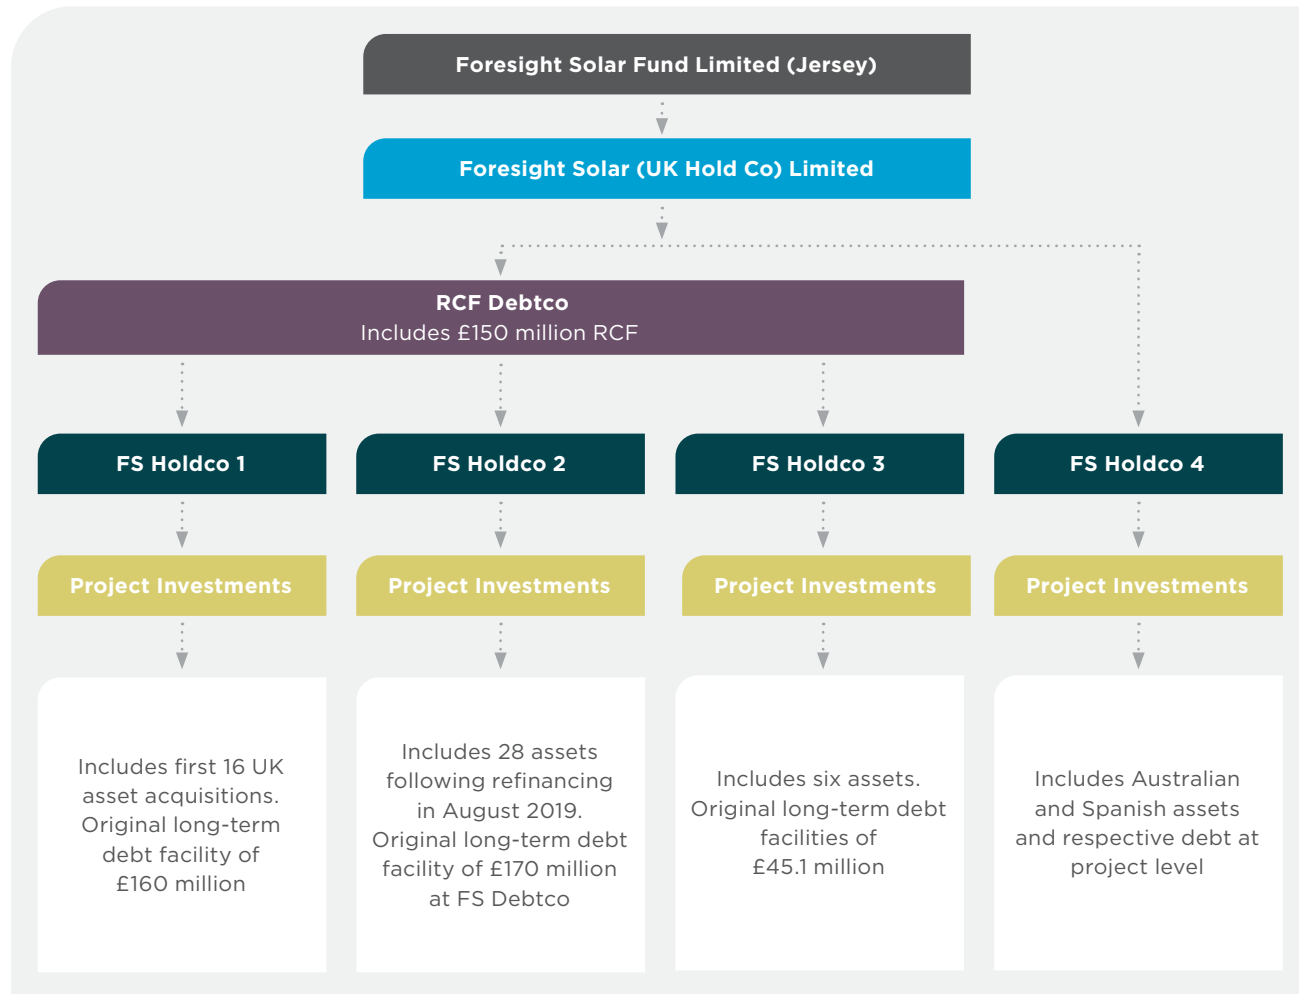 Foresight Solar Fund Limited (Jersey)
Foresight Solar (UK Hold Co) Limited
RCF Debtco
Includes £150 million RCF
FS Holdco 1
FS Holdco 2
FS Holdco 3
FS Holdco 4
Project Investments
Project Investments
Project Investments
Project Investments
Includes first 16 UK
asset acquisitions.
Original long-term
debt facility of
£160 million
Includes 28 assets
following refinancing
in August 2019.
Original long-term debt
facility of £170 million
at FS Debtco
Includes six assets.
Original long-term debt
facilities of
£45.1 million
Includes Australian
and Spanish assets
and respective debt at
project level